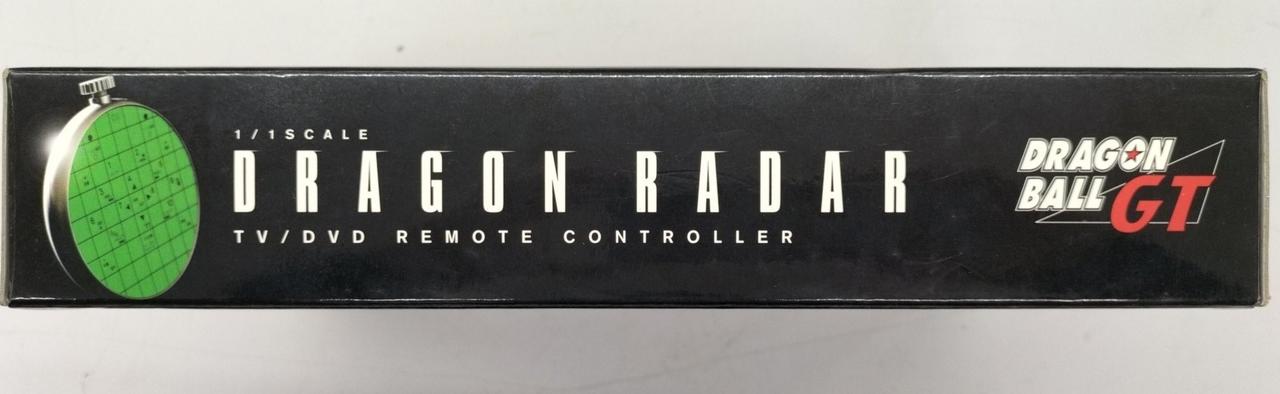 1/1SCALE
DRAGON RADAR
TV/DVD REMOTE CONTROLLER
DRAGON
BALL GT